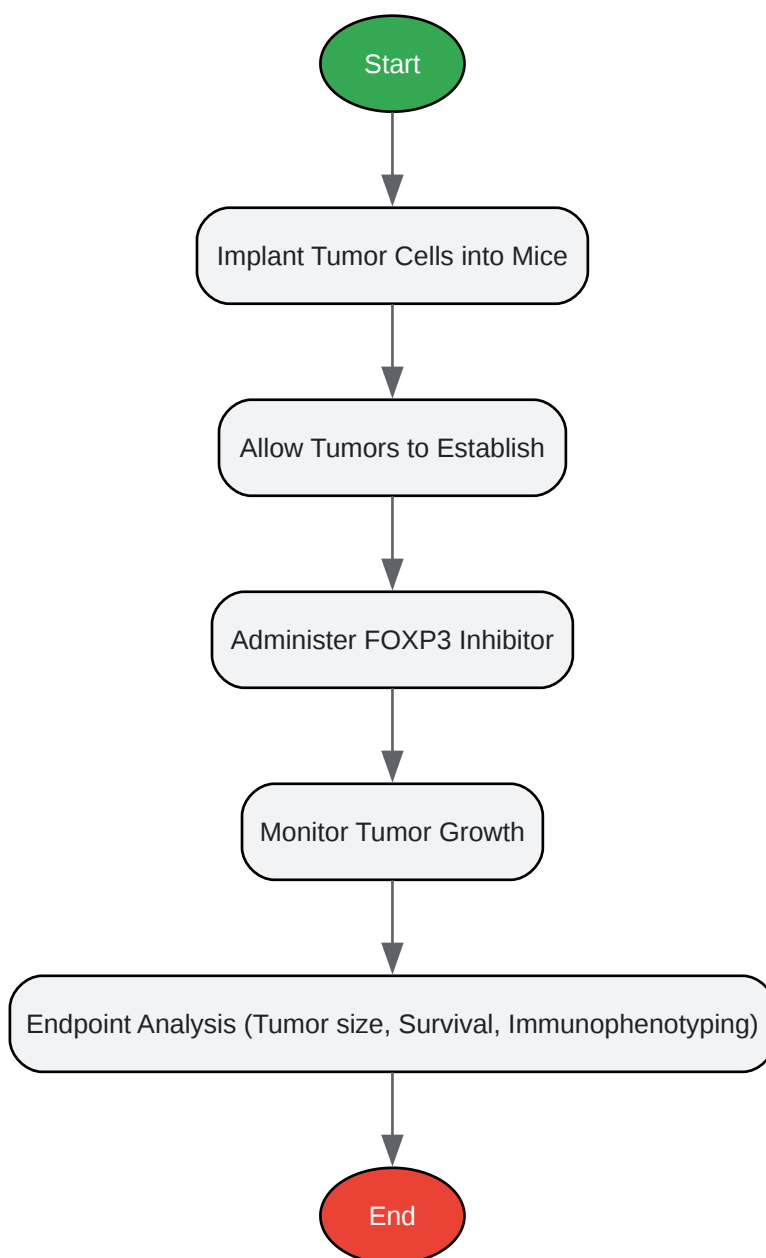 Start
Implant Tumor Cells into Mice
Allow Tumors to Establish
Administer FOXP3 Inhibitor
Monitor Tumor Growth
Endpoint Analysis (Tumor size, Survival, Immunophenotyping)
End